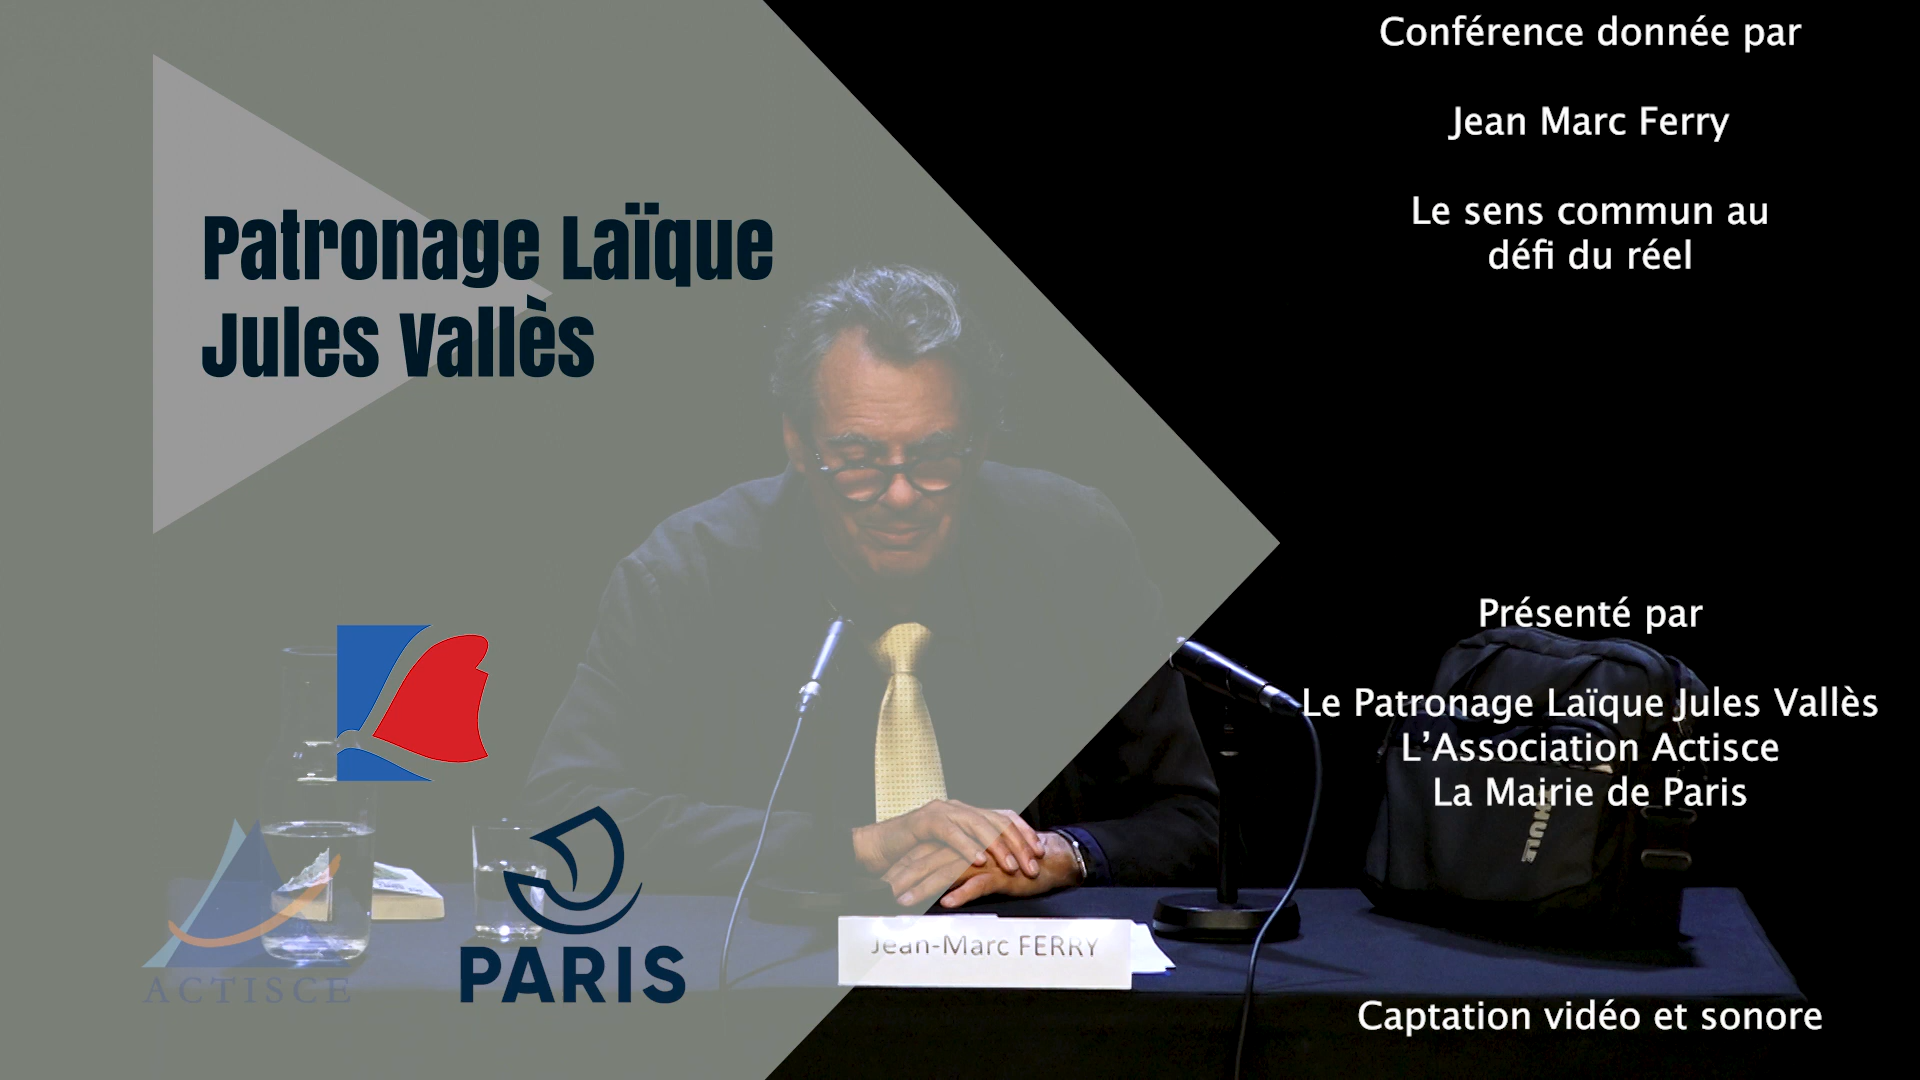 Patronage Laïque
Jules Vallès
ACTISCE
PARIS
Jean-Marc FERRY
Conférence donnée par
Jean Marc Ferry
Le sens commun au
défi du réel
Présenté par
Le Patronage Laïque Jules Vallès
L’Association Actisce
La Mairie de Paris
THULE
Captation vidéo et sonore